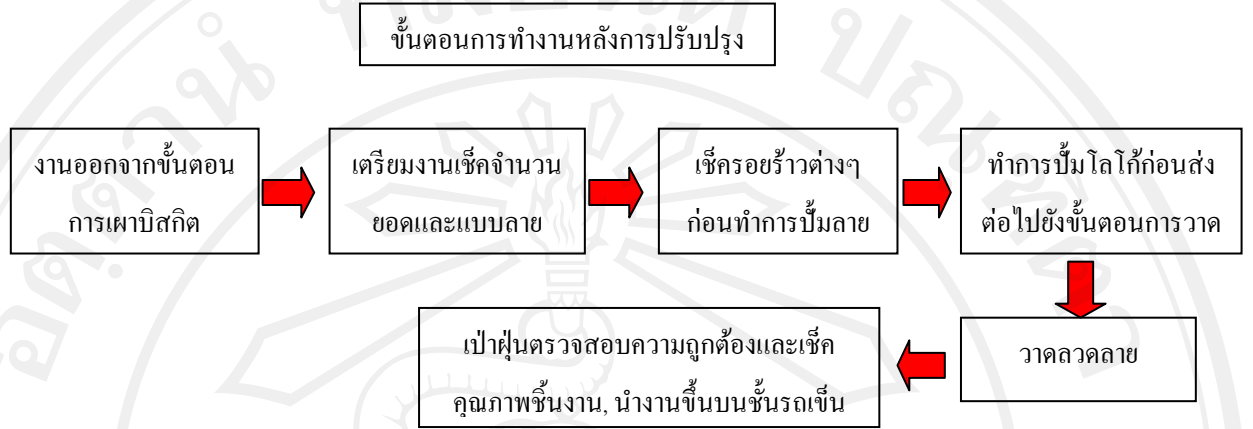 ขั้นตอนการทำงานหลังการปรับปรุง
งานออกจากขั้นตอน
การเผาบิสกิต
เตรียมงานเช็คจำนวน
ยอดและแบบลาย
เช็ครอยร้าวต่างๆ
ก่อนทำการปั้มลาย
ทำการปั้มโลโก้ก่อนส่ง
ต่อไปยังขั้นตอนการวาด
วาดลวดลาย
เป่าฝุ่นตรวจสอบความถูกต้องและเช็ค
คุณภาพชิ้นงาน, นำงานขึ้นบนชั้นรถเข็น